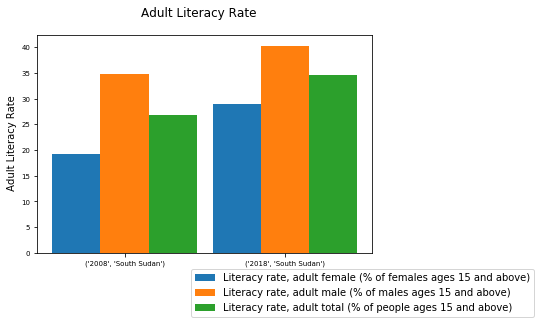 Adult Literacy Rate
Adult Literacy Rate
40
35
30
25
20
15
10
5
0
('2008', 'South Sudan')
('2018', 'South Sudan')
Literacy rate, adult female (% of females ages 15 and above)
Literacy rate, adult male (% of males ages 15 and above)
Literacy rate, adult total (% of people ages 15 and above)